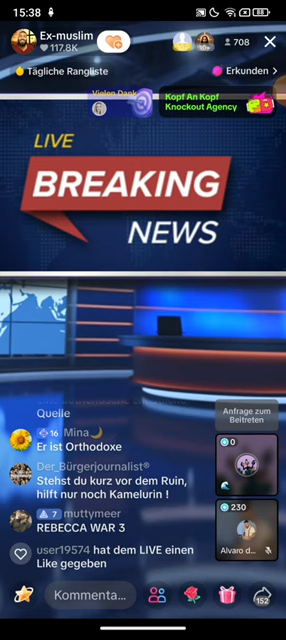 15:38
88
Ex-muslim
117.8K
10+
708
Tägliche Rangliste
Erkunden >
Vielen Dank
Kopf An Kopf
Knockout Agency
LIVE
BREAKING
NEWS
Quelle
16 Mina🌙
Er ist Orthodoxe
Der_Bürgerjournalist®
Stehst du kurz vor dem Ruin,
hilft nur noch Kamelurin !
7 muttymeer
REBECCA WAR 3
user19574 hat dem LIVE einen
Like gegeben
Anfrage zum
Beitreten
0
230
Alvaro d...
Kommenta...
152